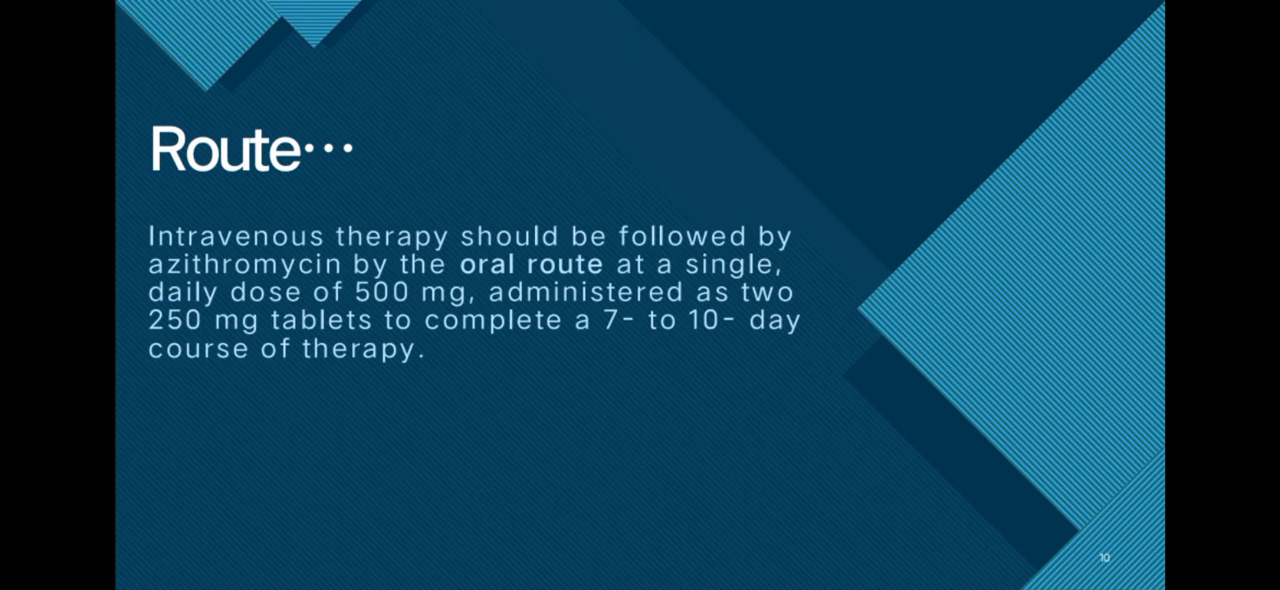 Route...
Intravenous therapy should be followed by
azithromycin by the oral route at a single,
daily dose of 500 mg, administered as two
250 mg tablets to complete a 7- to 10- day
course of therapy.
10